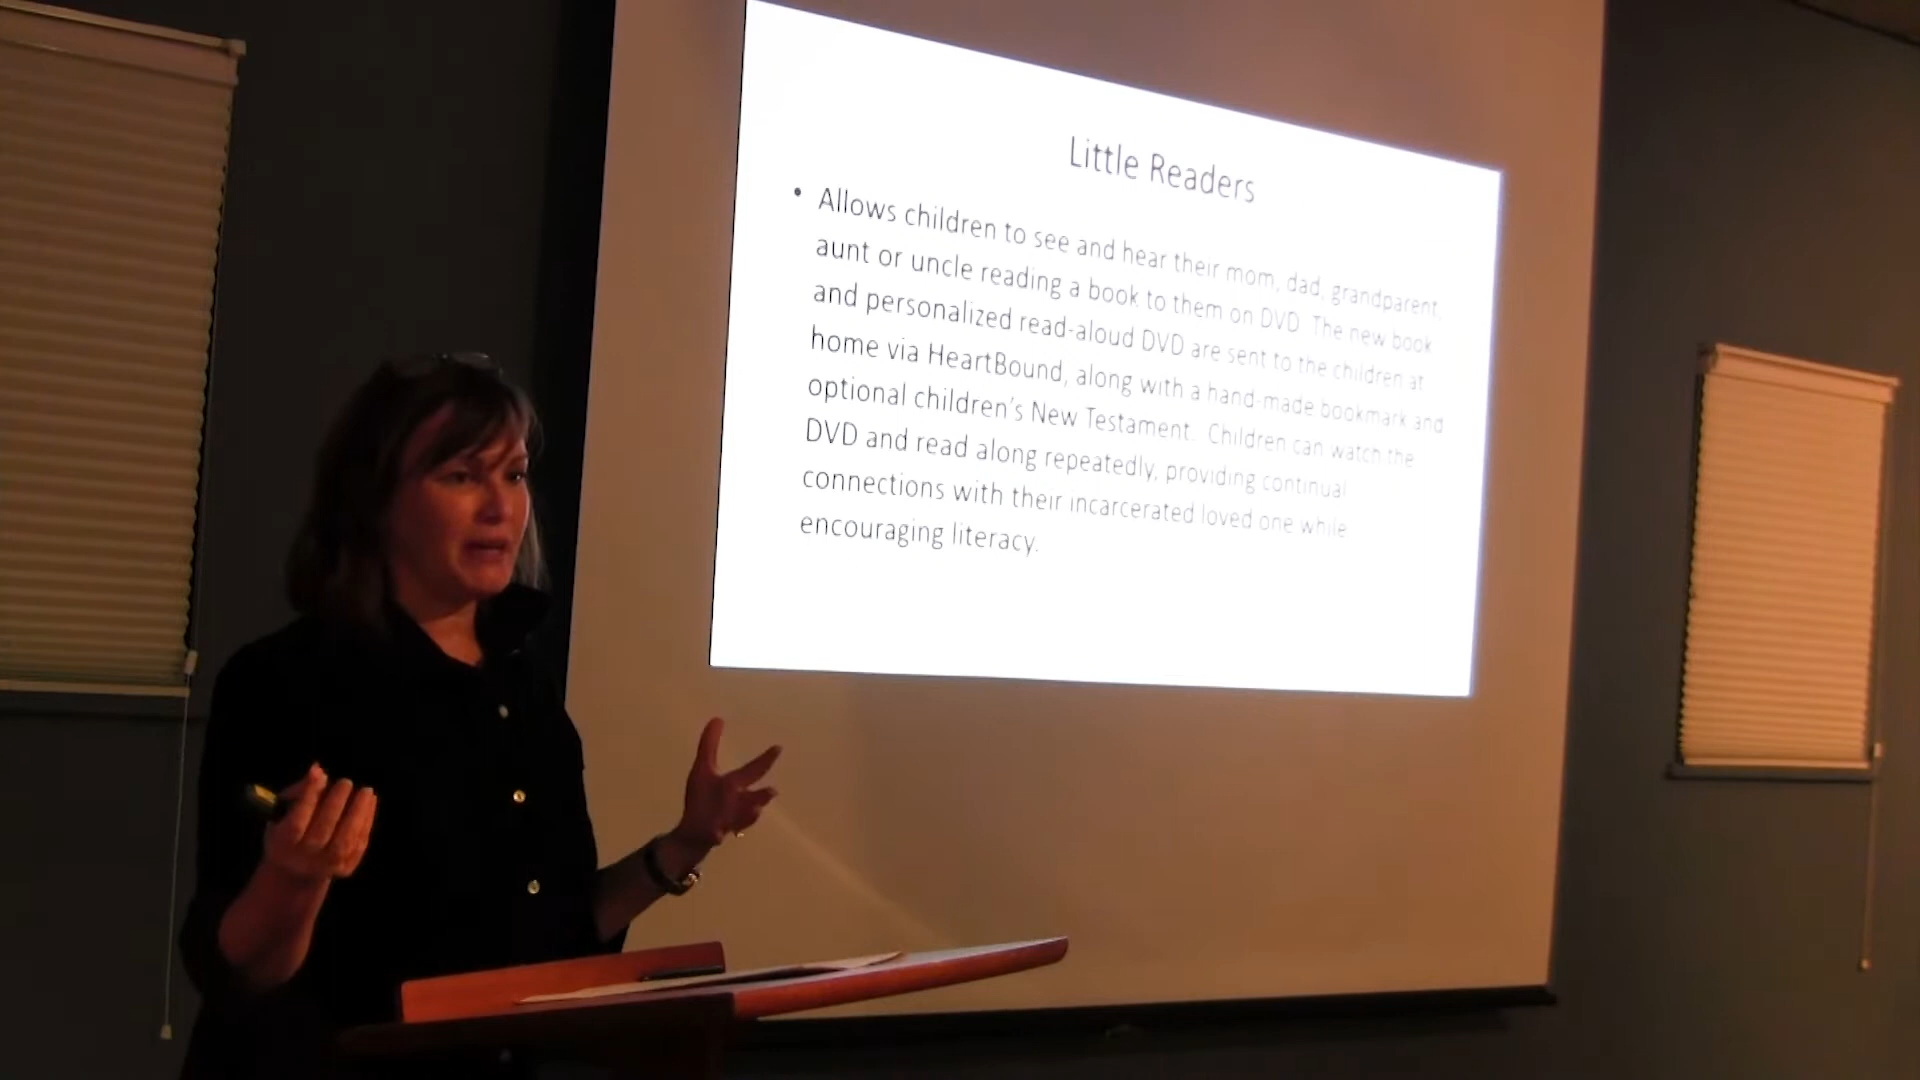 Little Readers
• Allows children to see and hear their mom, dad, grandparent,
aunt or uncle reading a book to them on DVD. The new book
and personalized read-aloud DVD are sent to the children at
home via HeartBound, along with a hand-made bookmark and
optional children's New Testament. Children can watch the
DVD and read along repeatedly, providing continual
connections with their incarcerated loved one while
encouraging literacy.